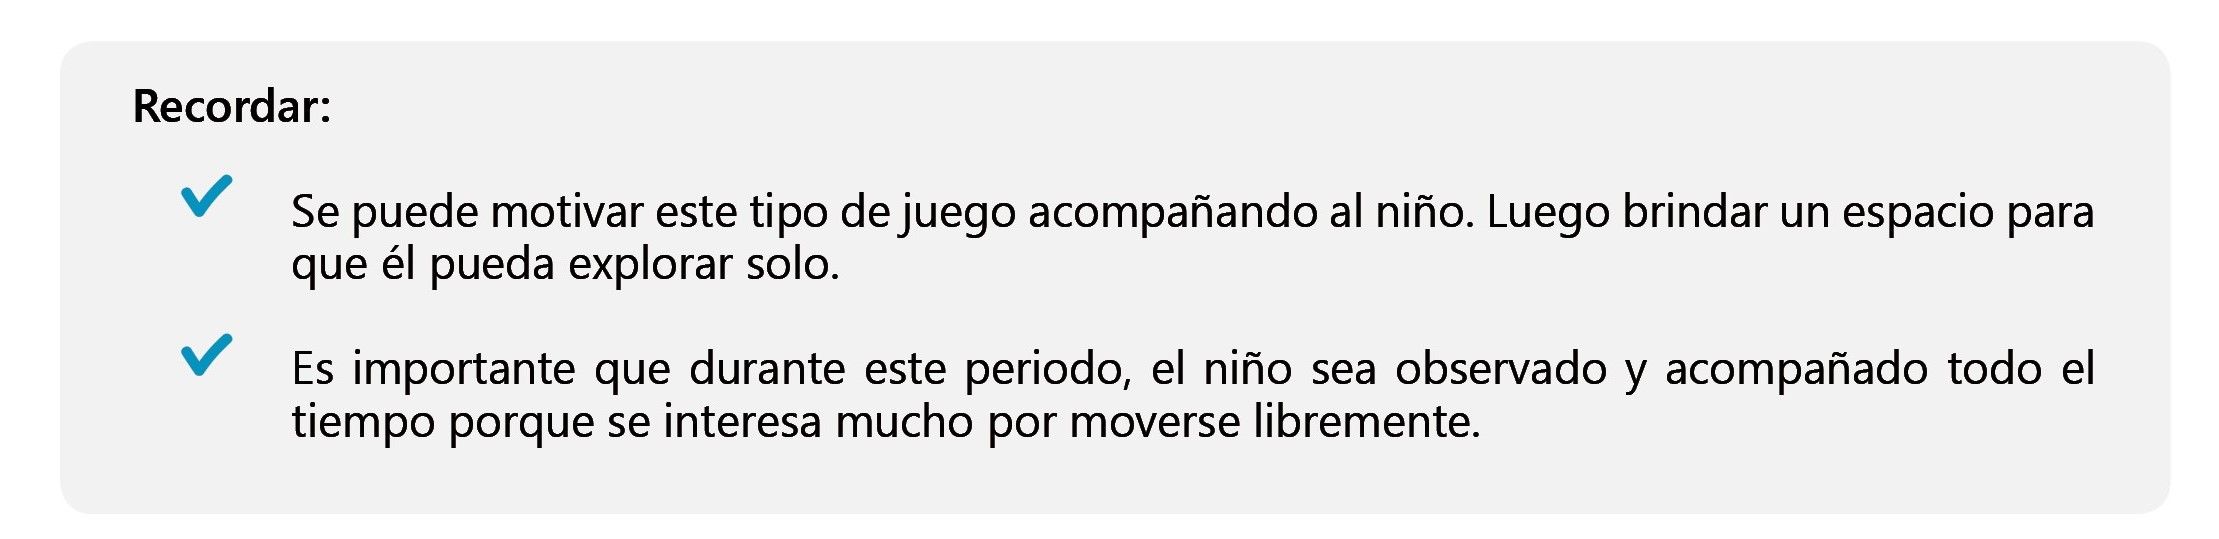 Recordar:
Se puede motivar este tipo de juego acompañando al niño. Luego brindar un espacio para
que él pueda explorar solo.
Es importante que durante este periodo, el niño sea observado y acompañado todo el
tiempo porque se interesa mucho por moverse libremente.